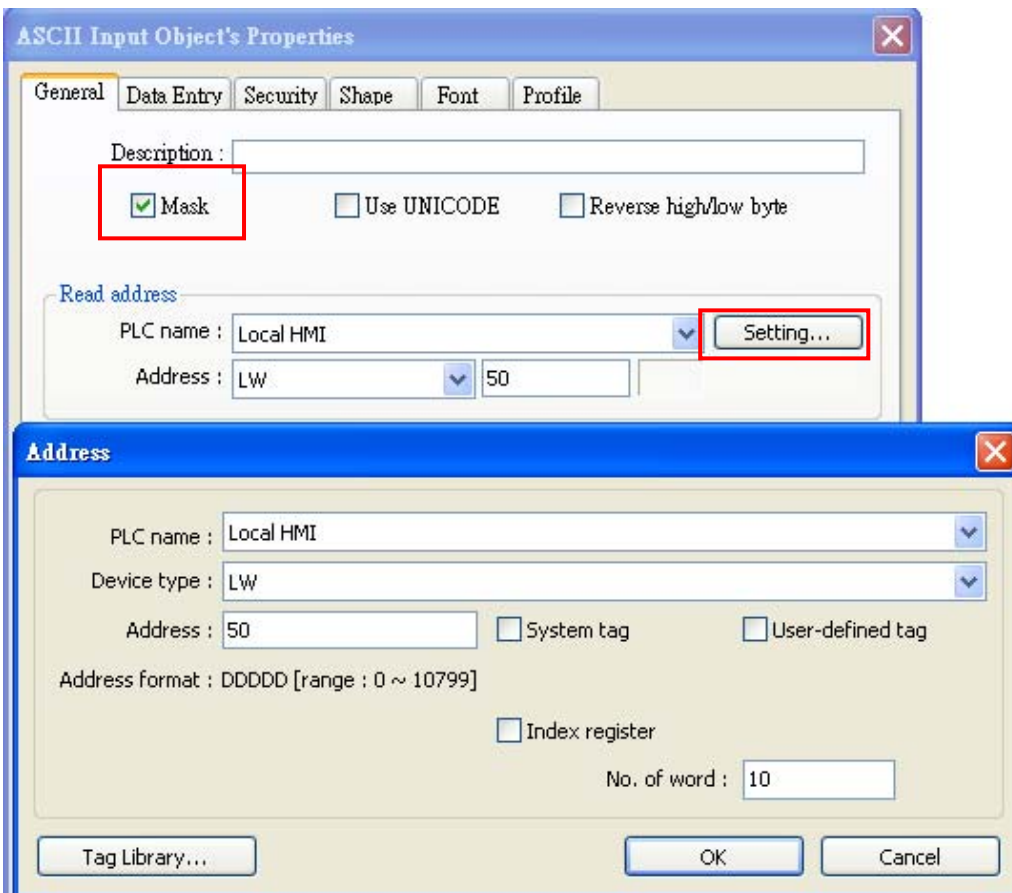 ASCII Input Object's Properties
General Data Entry Security Shape Font Profile
Description :
Mask Use UNICODE Reverse high/low byte
Read address
PLC name : Local HMI Setting...
Address : LW 50
Address
PLC name : Local HMI
Device type : LW
Address : 50 System tag User-defined tag
Address format : DDDDD [range : 0 ~ 10799]
Index register
No. of word : 10
Tag Library... OK Cancel